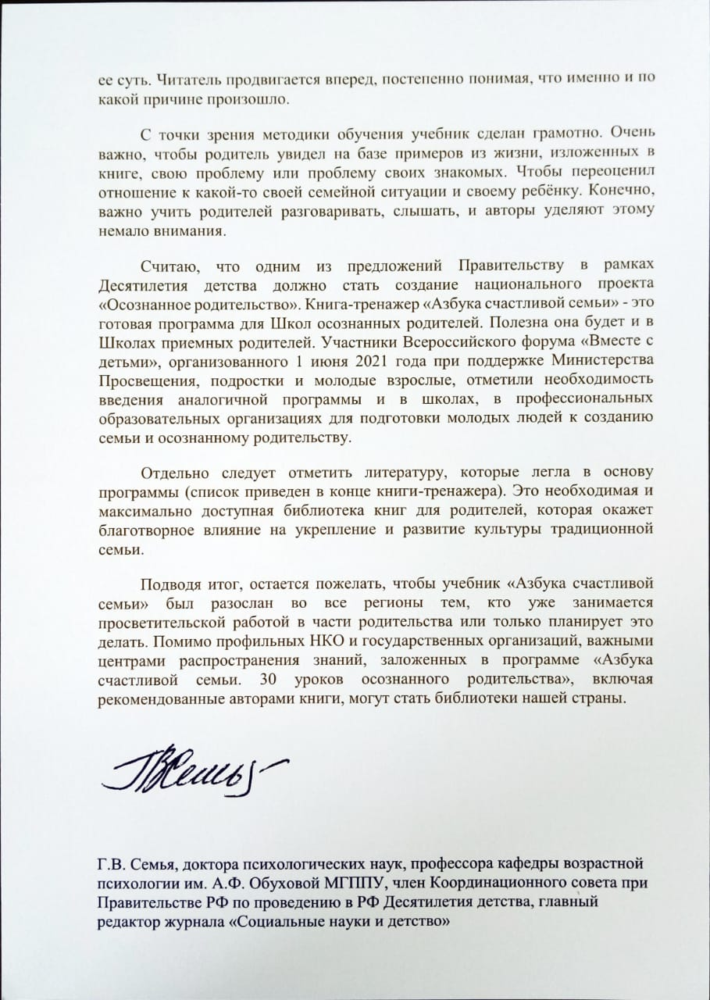 ее суть. Читатель продвигается вперед, постепенно понимая, что именно и по
какой причине произошло.
С точки зрения методики обучения учебник сделан грамотно. Очень
важно, чтобы родитель увидел на базе примеров из жизни, изложенных в
книге, свою проблему или проблему своих знакомых. Чтобы переоценил
отношение к какой-то своей семейной ситуации и своему ребёнку. Конечно,
важно учить родителей разговаривать, слышать, и авторы уделяют этому
немало внимания.
Считаю, что одним из предложений Правительству в рамках
Десятилетия детства должно стать создание национального проекта
«Осознанное родительство». Книга-тренажер «Азбука счастливой семьи» - это
готовая программа для Школ осознанных родителей. Полезна она будет и в
Школах приемных родителей. Участники Всероссийского форума «Вместе с
детьми», организованного 1 июня 2021 года при поддержке Министерства
Просвещения, подростки и молодые взрослые, отметили необходимость
введения аналогичной программы и в школах, в профессиональных
образовательных организациях для подготовки молодых людей к созданию
семьи и осознанному родительству.
Отдельно следует отметить литературу, которые легла в основу
программы (список приведен в конце книги-тренажера). Это необходимая и
максимально доступная библиотека книг для родителей, которая окажет
благотворное влияние на укрепление и развитие культуры традиционной
семьи.
Подводя итог, остается пожелать, чтобы учебник «Азбука счастливой
семьи» был разослан во все регионы тем, кто уже занимается
просветительской работой в части родительства или только планирует это
делать. Помимо профильных НКО и государственных организаций, важными
центрами распространения знаний, заложенных в программе «Азбука
счастливой семьи. 30 уроков осознанного родительства», включая
рекомендованные авторами книги, могут стать библиотеки нашей страны.
Г.В. Семья, доктора психологических наук, профессора кафедры возрастной
психологии им. А.Ф. Обуховой МГППУ, член Координационного совета при
Правительстве РФ по проведению в РФ Десятилетия детства, главный
редактор журнала «Социальные науки и детство»